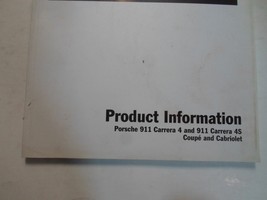 Product Information
Porsche 911 Carrera 4 and 911 Carrera 4S
Coupé and Cabriolet